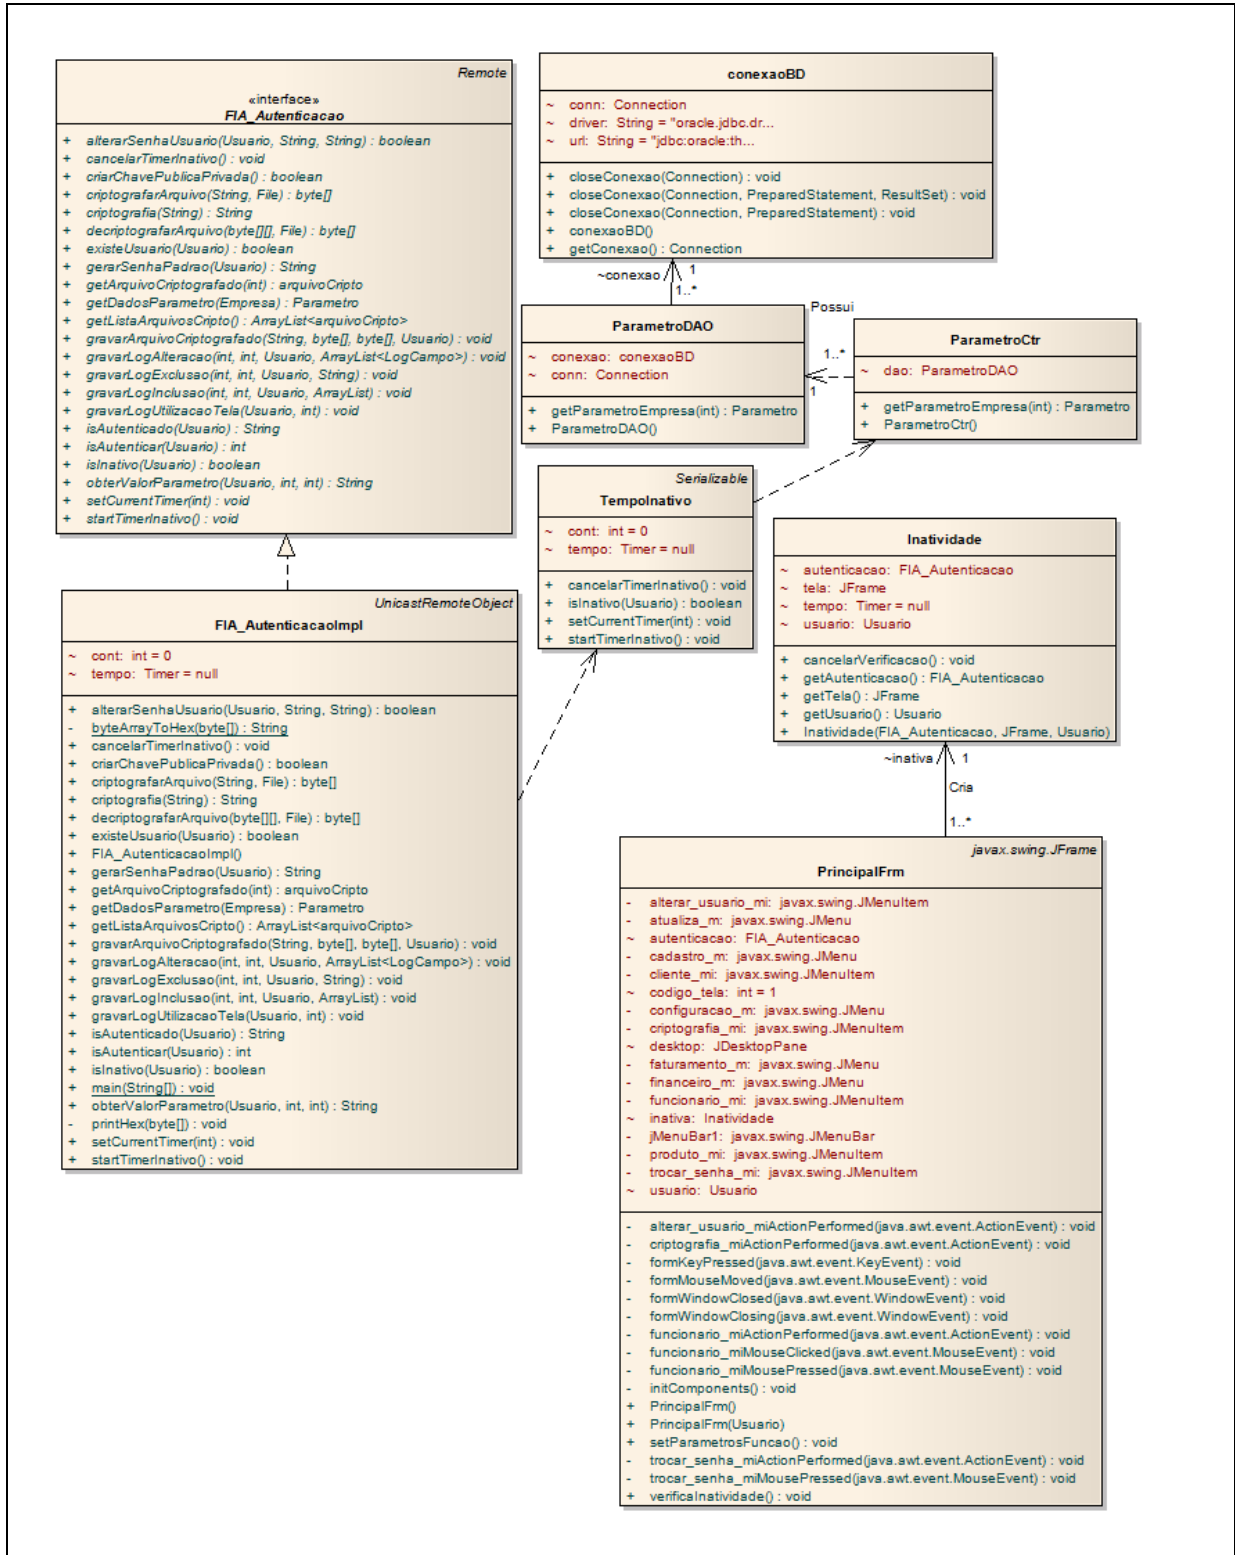 Remote
«interface»
FIA_Autenticacao
+ alterarSenhaUsuario(Usuario, String, String) : boolean
+ cancelarTimerInativo() : void
+ criarChavePublicaPrivada() : boolean
+ criptografarArquivo(String, File) : byte[]
+ criptografia(String) : String
+ decriptografarArquivo(byte[][], File) : byte[]
+ existeUsuario(Usuario) : boolean
+ gerarSenhaPadrao(Usuario) : String
+ getArquivoCriptografado(int) : arquivoCripto
+ getDadosParametro(Empresa) : Parametro
+ getListaArquivosCripto() : ArrayList<arquivoCripto>
+ gravarArquivoCriptografado(String, byte[], byte[], Usuario) : void
+ gravarLogAlteracao(int, int, Usuario, ArrayList<LogCampo>) : void
+ gravarLogExclusao(int, int, Usuario, String) : void
+ gravarLogInclusao(int, int, Usuario, ArrayList) : void
+ gravarLogUtilizacaoTela(Usuario, int) : void
+ isAutenticado(Usuario) : String
+ isAutenticar(Usuario) : int
+ isInativo(Usuario) : boolean
+ obterValorParametro(Usuario, int, int) : String
+ setCurrentTimer(int) : void
+ startTimerInativo() : void
conexaoBD
~ conn: Connection
~ driver: String = "oracle.jdbc.dr...
~ url: String = "jdbc:oracle:th...
+ closeConexao(Connection) : void
+ closeConexao(Connection, PreparedStatement, ResultSet) : void
+ closeConexao(Connection, PreparedStatement) : void
+ conexaoBD()
+ getConexao() : Connection
~conexao 1
1..*
ParametroDAO
~ conexao: conexaoBD
~ conn: Connection
+ getParametroEmpresa(int) : Parametro
+ ParametroDAO()
Possui
1..*
1
ParametroCtr
~ dao: ParametroDAO
+ getParametroEmpresa(int) : Parametro
+ ParametroCtr()
Serializable
TempoInativo
~ cont: int = 0
~ tempo: Timer = null
+ cancelarTimerInativo() : void
+ isInativo(Usuario) : boolean
+ setCurrentTimer(int) : void
+ startTimerInativo() : void
Inatividade
~ autenticacao: FIA_Autenticacao
~ tela: JFrame
~ tempo: Timer = null
~ usuario: Usuario
+ cancelarVerificacao() : void
+ getAutenticacao() : FIA_Autenticacao
+ getTela() : JFrame
+ getUsuario() : Usuario
+ Inatividade(FIA_Autenticacao, JFrame, Usuario)
~inativa 1
Cria
1..*
UnicastRemoteObject
FIA_AutenticacaoImpl
~ cont: int = 0
~ tempo: Timer = null
+ alterarSenhaUsuario(Usuario, String, String) : boolean
- byteArrayToHex(byte[]) : String
+ cancelarTimerInativo() : void
+ criarChavePublicaPrivada() : boolean
+ criptografarArquivo(String, File) : byte[]
+ criptografia(String) : String
+ decriptografarArquivo(byte[][], File) : byte[]
+ existeUsuario(Usuario) : boolean
+ FIA_AutenticacaoImpl()
+ gerarSenhaPadrao(Usuario) : String
+ getArquivoCriptografado(int) : arquivoCripto
+ getDadosParametro(Empresa) : Parametro
+ getListaArquivosCripto() : ArrayList<arquivoCripto>
+ gravarArquivoCriptografado(String, byte[], byte[], Usuario) : void
+ gravarLogAlteracao(int, int, Usuario, ArrayList<LogCampo>) : void
+ gravarLogExclusao(int, int, Usuario, String) : void
+ gravarLogInclusao(int, int, Usuario, ArrayList) : void
+ gravarLogUtilizacaoTela(Usuario, int) : void
+ isAutenticado(Usuario) : String
+ isAutenticar(Usuario) : int
+ isInativo(Usuario) : boolean
+ main(String[]) : void
+ obterValorParametro(Usuario, int, int) : String
- printHex(byte[]) : void
+ setCurrentTimer(int) : void
+ startTimerInativo() : void
javax.swing.JFrame
PrincipalFrm
- alterar_usuario_mi: javax.swing.JMenuItem
- atualiza_m: javax.swing.JMenu
~ autenticacao: FIA_Autenticacao
- cadastro_m: javax.swing.JMenu
- cliente_mi: javax.swing.JMenuItem
~ codigo_tela: int = 1
- configuracao_m: javax.swing.JMenu
- criptografia_mi: javax.swing.JMenuItem
~ desktop: JDesktopPane
- faturamento_m: javax.swing.JMenu
- financeiro_m: javax.swing.JMenu
- funcionario_mi: javax.swing.JMenuItem
~ inativa: Inatividade
- jMenuBar1: javax.swing.JMenuBar
- produto_mi: javax.swing.JMenuItem
- trocar_senha_mi: javax.swing.JMenuItem
~ usuario: Usuario
- alterar_usuario_miActionPerformed(java.awt.event.ActionEvent) : void
- criptografia_miActionPerformed(java.awt.event.ActionEvent) : void
- formKeyPressed(java.awt.event.KeyEvent) : void
- formMouseMoved(java.awt.event.MouseEvent) : void
- formWindowClosed(java.awt.event.WindowEvent) : void
- formWindowClosing(java.awt.event.WindowEvent) : void
- funcionario_miActionPerformed(java.awt.event.ActionEvent) : void
- funcionario_miMouseClicked(java.awt.event.MouseEvent) : void
- funcionario_miMousePressed(java.awt.event.MouseEvent) : void
- initComponents() : void
+ PrincipalFrm()
+ PrincipalFrm(Usuario)
+ setParametrosFuncao() : void
- trocar_senha_miActionPerformed(java.awt.event.ActionEvent) : void
- trocar_senha_miMousePressed(java.awt.event.MouseEvent) : void
+ verificaInatividade() : void